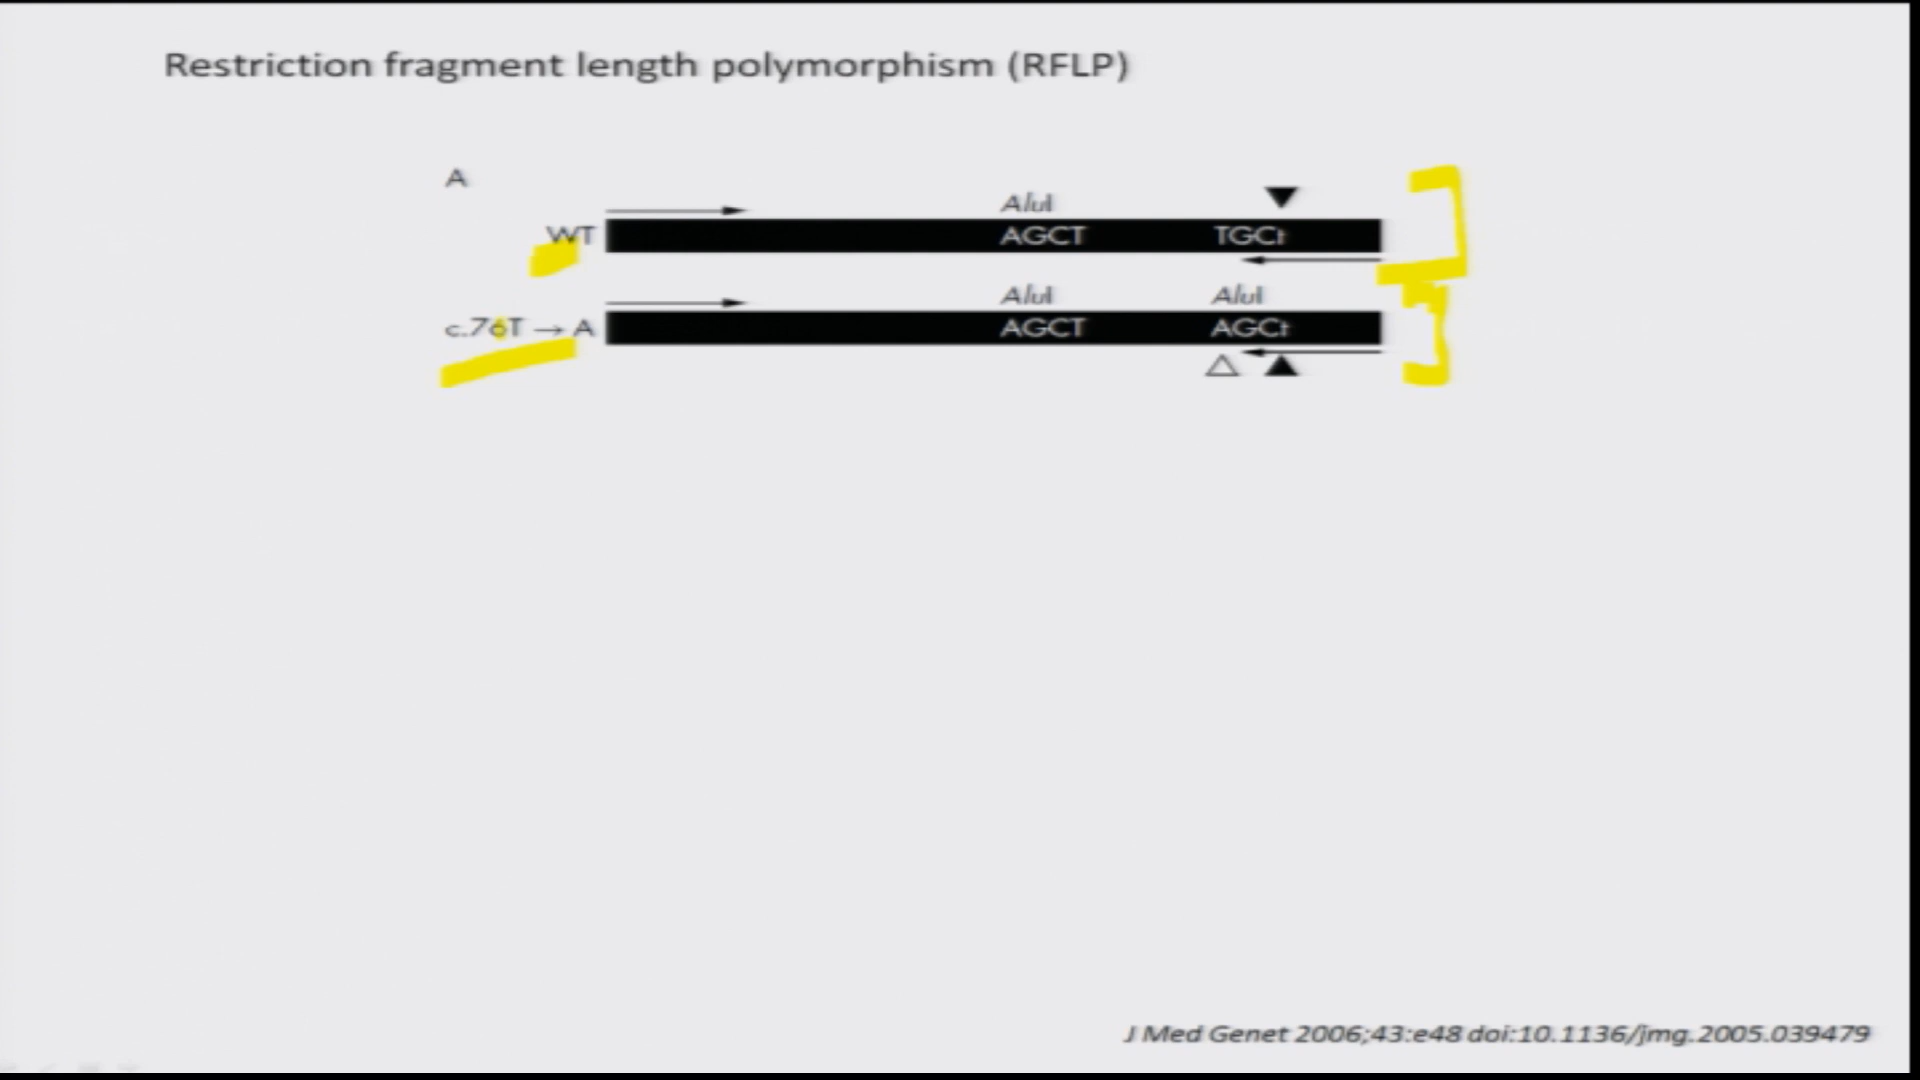 Restriction fragment length polymorphism (RFLP)
A
AluI
WT AGCT TGCt
AluI AluI
c.76T → A AGCT AGCt
J Med Genet 2006;43:e48 doi:10.1136/jmg.2005.039479